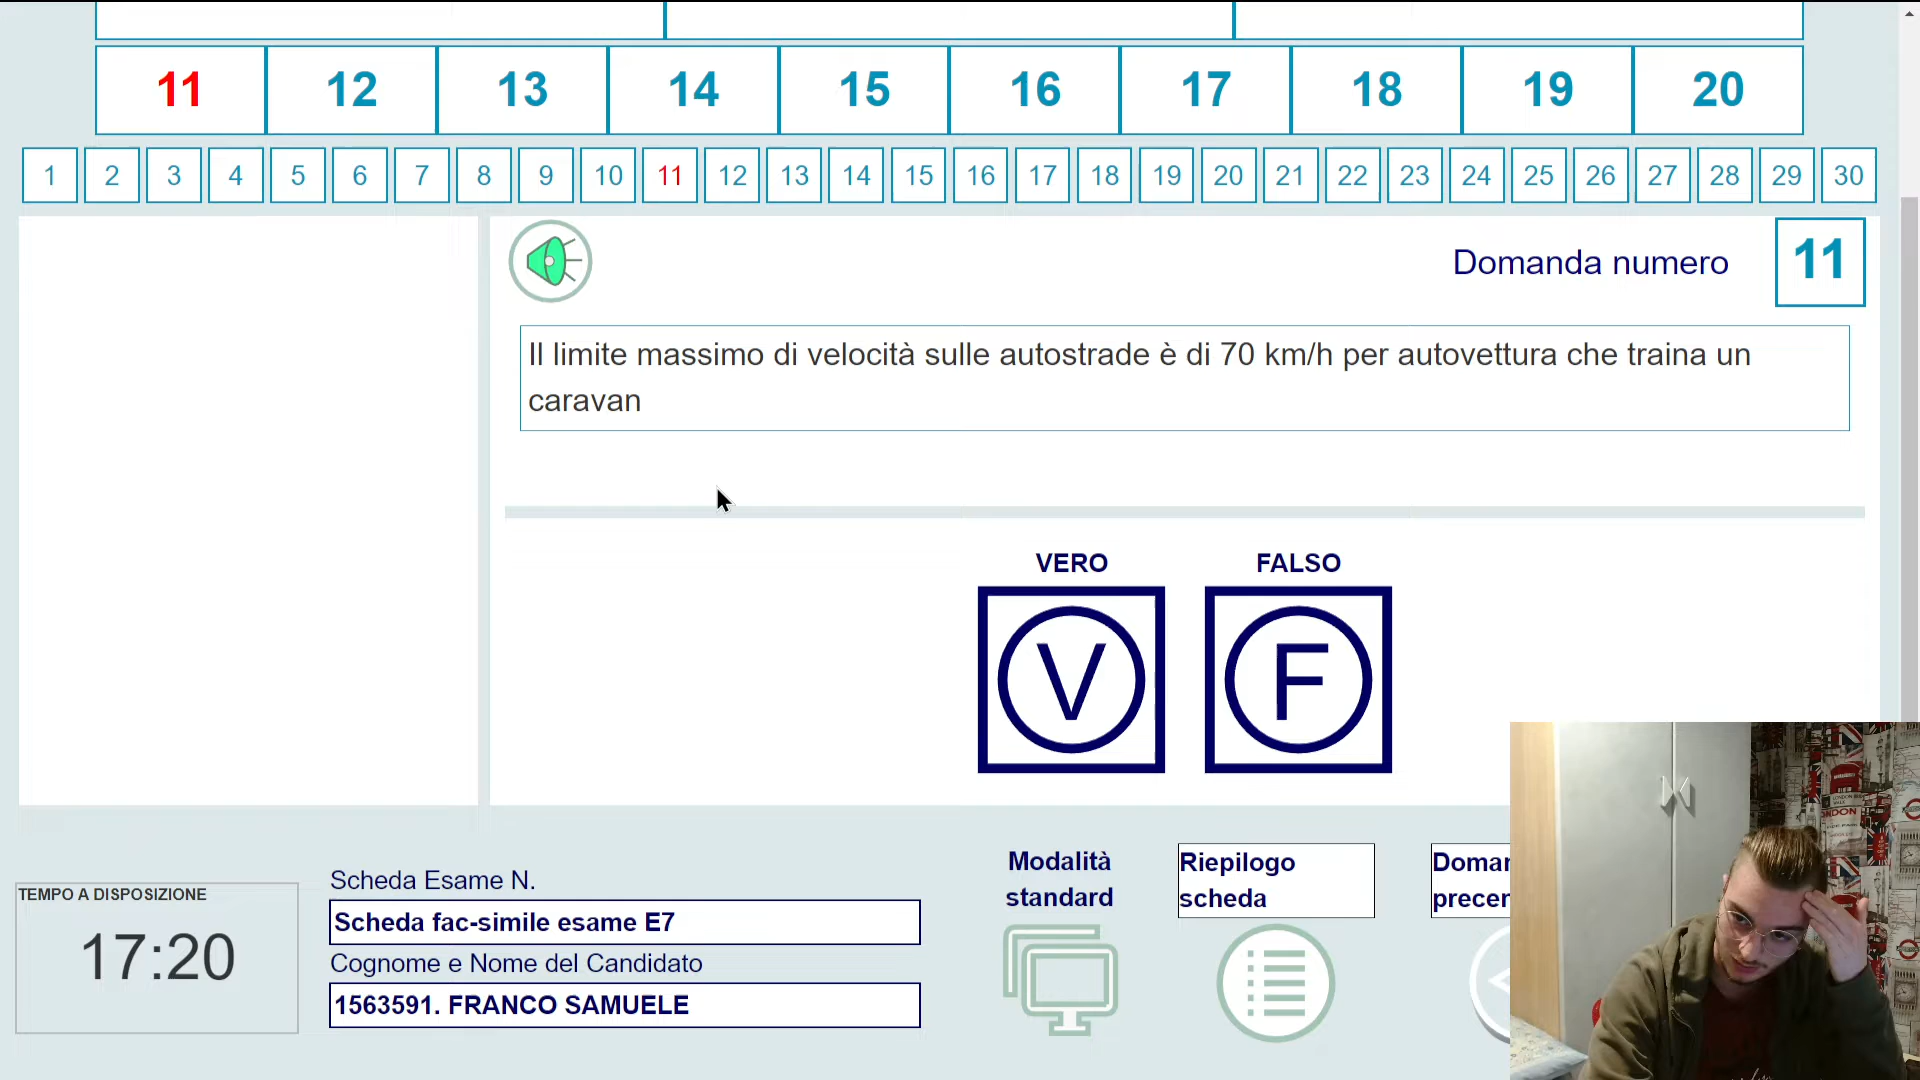 11 12 13 14 15 16 17 18 19 20
1 2 3 4 5 6 7 8 9 10 11 12 13 14 15 16 17 18 19 20 21 22 23 24 25 26 27 28 29 30
Domanda numero 11
Il limite massimo di velocità sulle autostrade è di 70 km/h per autovettura che traina un
caravan
VERO FALSO
V F
TEMPO A DISPOSIZIONE
17:20
Scheda Esame N.
Scheda fac-simile esame E7
Cognome e Nome del Candidato
1563591. FRANCO SAMUELE
Modalità
standard
Riepilogo
scheda